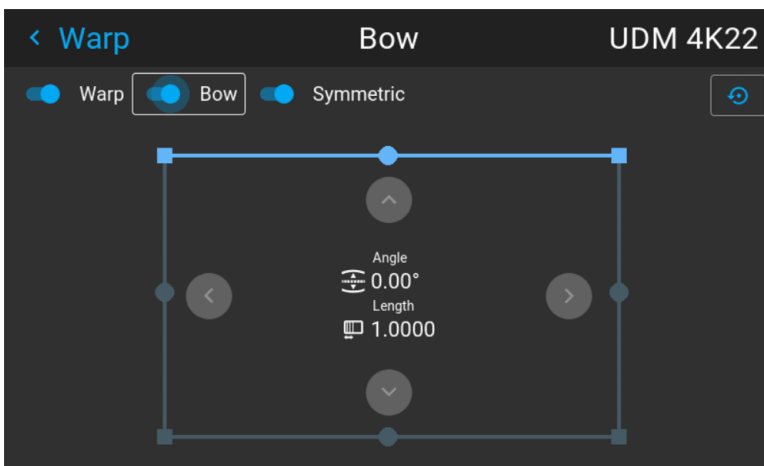 Warp Bow UDM 4K22
Warp Bow Symmetric
Angle
0.00°
Length
1.0000